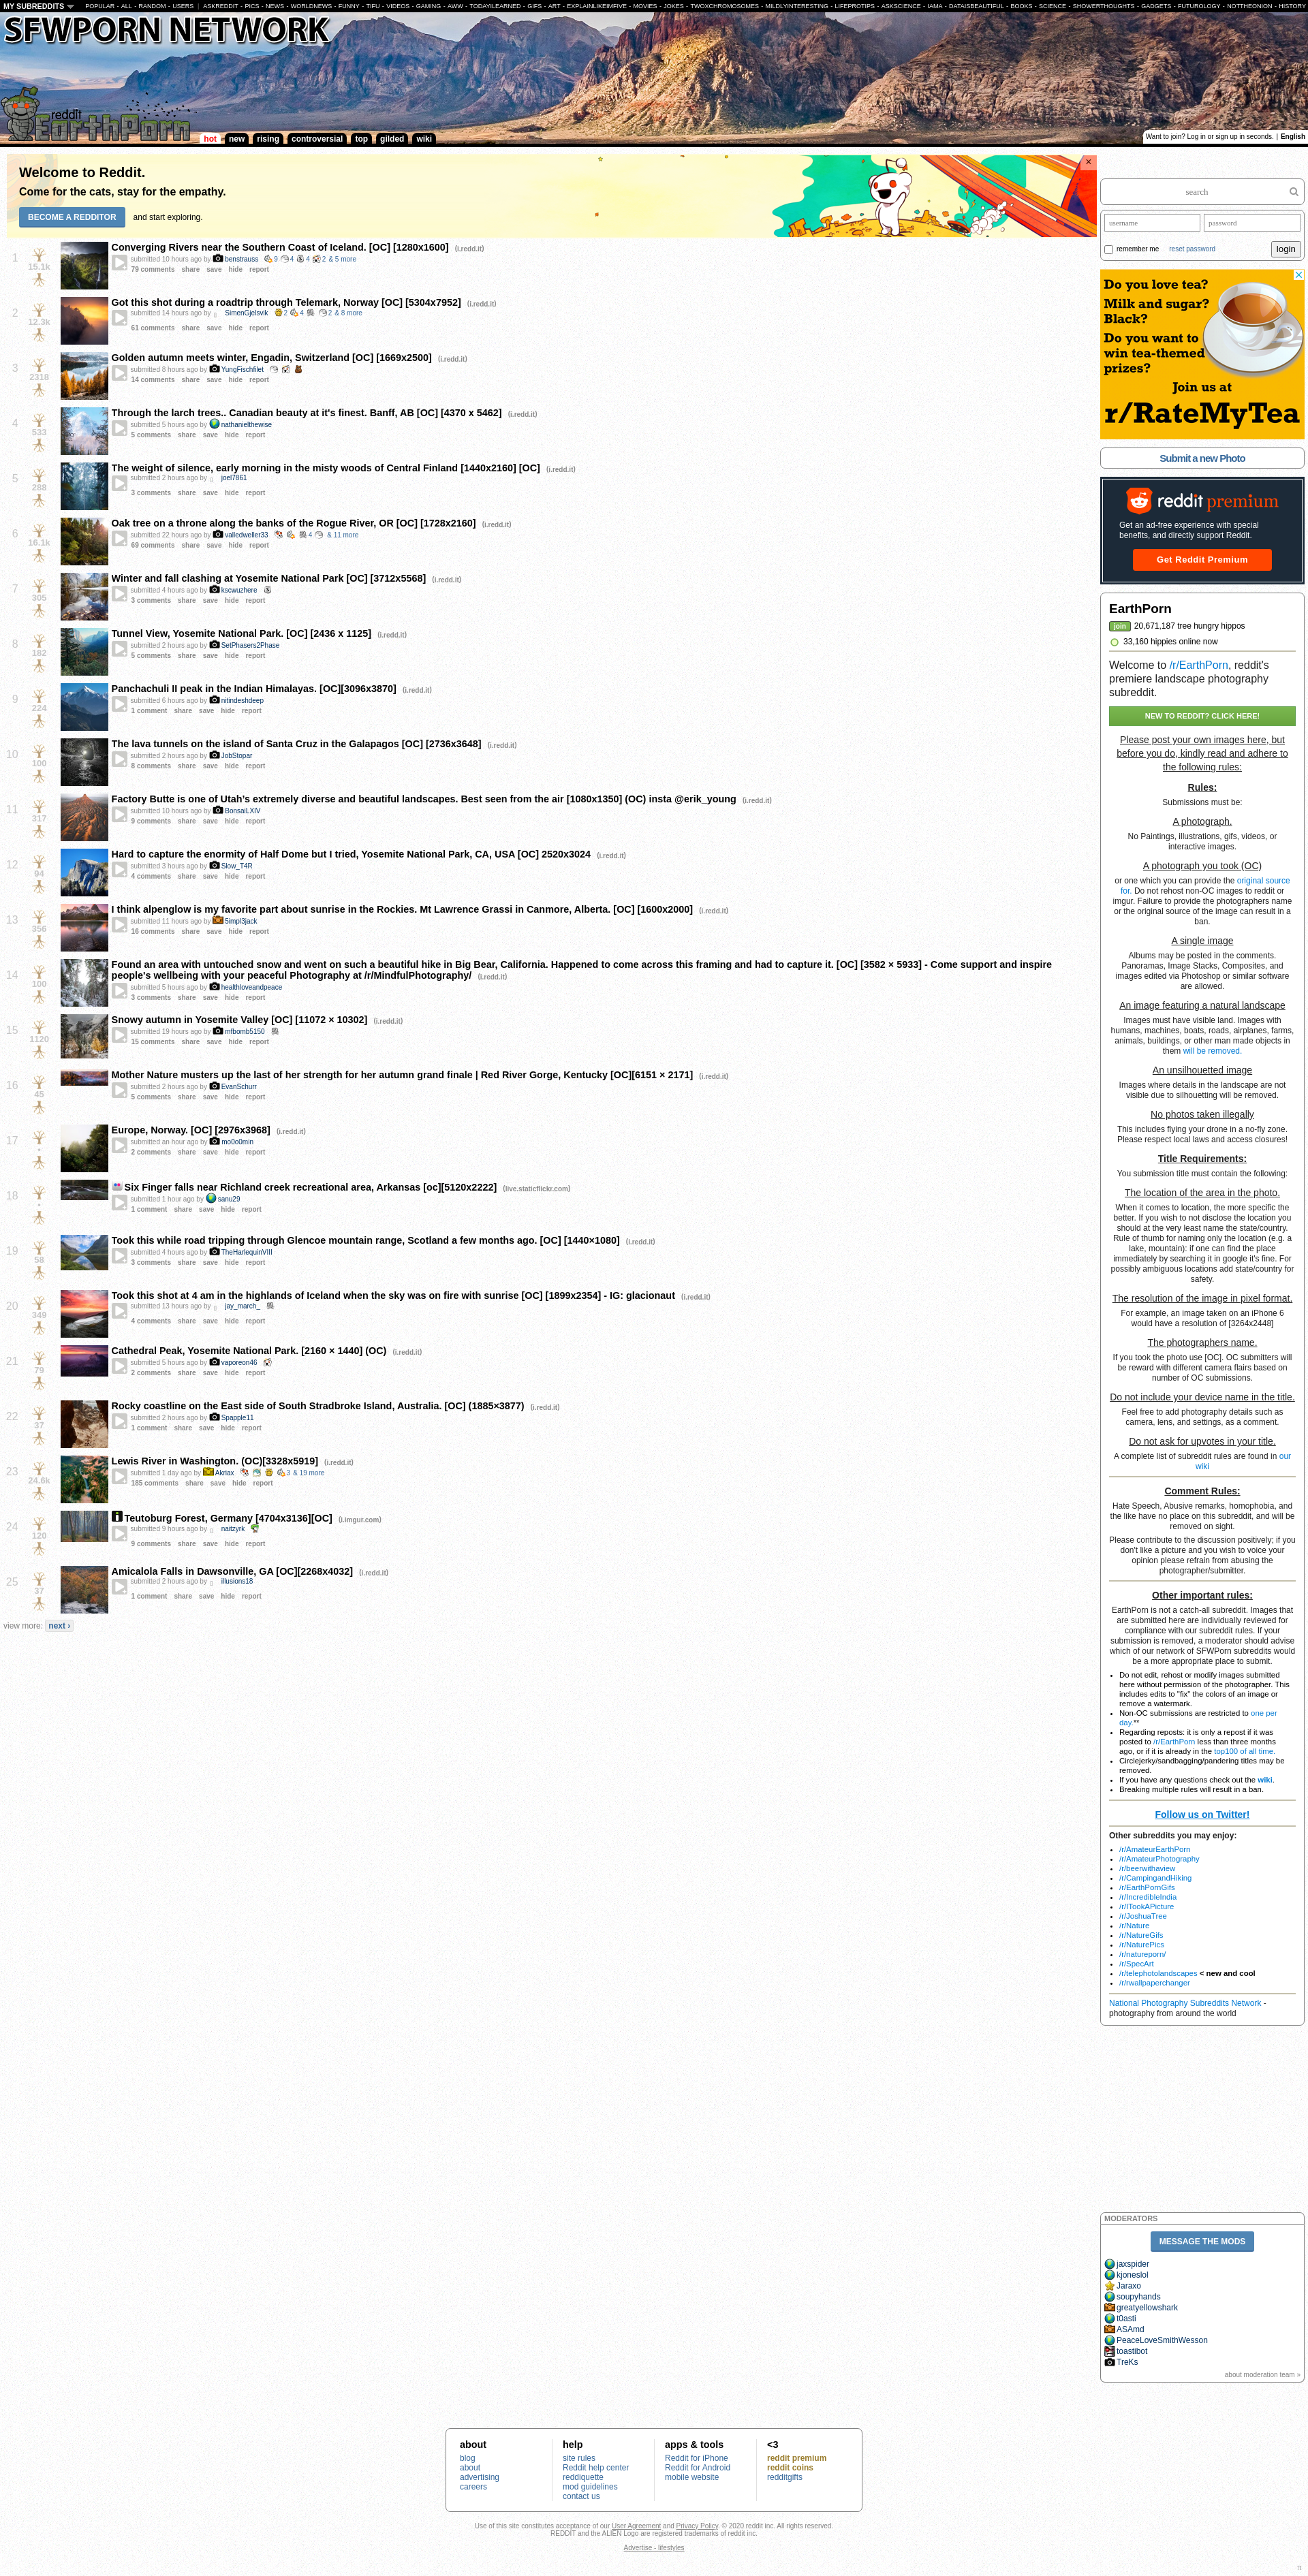 MY SUBREDDITS POPULAR - ALL - RANDOM - USERS | ASKREDDIT - PICS - NEWS - WORLDNEWS - FUNNY - TIFU - VIDEOS - GAMING - AWW - TODAYILEARNED - GIFS - ART - EXPLAINLIKEIMFIVE - MOVIES - JOKES - TWOXCHROMOSOMES - MILDLYINTERESTING - LIFEPROTIPS - ASKSCIENCE - IAMA - DATAISBEAUTIFUL - BOOKS - SCIENCE - SHOWERTHOUGHTS - GADGETS - FUTUROLOGY - NOTTHEONION - HISTORY
SFWPORN NETWORK
reddit
EarthPorn
hot new rising controversial top gilded wiki
Want to join? Log in or sign up in seconds. | English
Welcome to Reddit.
Come for the cats, stay for the empathy.
BECOME A REDDITOR and start exploring.
×
1
15.1k
Converging Rivers near the Southern Coast of Iceland. [OC] [1280x1600] (i.redd.it)
submitted 10 hours ago by benstrauss 9 4 4 2 & 5 more
79 comments share save hide report
2
12.3k
Got this shot during a roadtrip through Telemark, Norway [OC] [5304x7952] (i.redd.it)
submitted 14 hours ago by SimenGjelsvik 2 4 2 & 8 more
61 comments share save hide report
3
2318
Golden autumn meets winter, Engadin, Switzerland [OC] [1669x2500] (i.redd.it)
submitted 8 hours ago by YungFischfilet
14 comments share save hide report
4
533
Through the larch trees.. Canadian beauty at it's finest. Banff, AB [OC] [4370 x 5462] (i.redd.it)
submitted 5 hours ago by nathanielthewise
5 comments share save hide report
5
288
The weight of silence, early morning in the misty woods of Central Finland [1440x2160] [OC] (i.redd.it)
submitted 2 hours ago by joel7861
3 comments share save hide report
6
16.1k
Oak tree on a throne along the banks of the Rogue River, OR [OC] [1728x2160] (i.redd.it)
submitted 22 hours ago by valledweller33 4 & 11 more
69 comments share save hide report
7
305
Winter and fall clashing at Yosemite National Park [OC] [3712x5568] (i.redd.it)
submitted 4 hours ago by kscwuzhere
3 comments share save hide report
8
182
Tunnel View, Yosemite National Park. [OC] [2436 x 1125] (i.redd.it)
submitted 2 hours ago by SetPhasers2Phase
5 comments share save hide report
9
224
Panchachuli II peak in the Indian Himalayas. [OC][3096x3870] (i.redd.it)
submitted 6 hours ago by nitindeshdeep
1 comment share save hide report
10
100
The lava tunnels on the island of Santa Cruz in the Galapagos [OC] [2736x3648] (i.redd.it)
submitted 2 hours ago by JobStopar
8 comments share save hide report
11
317
Factory Butte is one of Utah's extremely diverse and beautiful landscapes. Best seen from the air [1080x1350] (OC) insta @erik_young (i.redd.it)
submitted 10 hours ago by BonsaiLXIV
9 comments share save hide report
12
94
Hard to capture the enormity of Half Dome but I tried, Yosemite National Park, CA, USA [OC] 2520x3024 (i.redd.it)
submitted 3 hours ago by Slow_T4R
4 comments share save hide report
13
356
I think alpenglow is my favorite part about sunrise in the Rockies. Mt Lawrence Grassi in Canmore, Alberta. [OC] [1600x2000] (i.redd.it)
submitted 11 hours ago by 5impl3jack
16 comments share save hide report
14
100
Found an area with untouched snow and went on such a beautiful hike in Big Bear, California. Happened to come across this framing and had to capture it. [OC] [3582 × 5933] - Come support and inspire
people's wellbeing with your peaceful Photography at /r/MindfulPhotography/ (i.redd.it)
submitted 5 hours ago by healthloveandpeace
3 comments share save hide report
15
1120
Snowy autumn in Yosemite Valley [OC] [11072 × 10302] (i.redd.it)
submitted 19 hours ago by mfbomb5150
15 comments share save hide report
16
45
Mother Nature musters up the last of her strength for her autumn grand finale | Red River Gorge, Kentucky [OC][6151 × 2171] (i.redd.it)
submitted 2 hours ago by EvanSchurr
5 comments share save hide report
17
•
Europe, Norway. [OC] [2976x3968] (i.redd.it)
submitted an hour ago by mo0o0min
2 comments share save hide report
18
•
Six Finger falls near Richland creek recreational area, Arkansas [oc][5120x2222] (live.staticflickr.com)
submitted 1 hour ago by sanu29
1 comment share save hide report
19
58
Took this while road tripping through Glencoe mountain range, Scotland a few months ago. [OC] [1440×1080] (i.redd.it)
submitted 4 hours ago by TheHarlequinVIII
3 comments share save hide report
20
349
Took this shot at 4 am in the highlands of Iceland when the sky was on fire with sunrise [OC] [1899x2354] - IG: glacionaut (i.redd.it)
submitted 13 hours ago by jay_march_
4 comments share save hide report
21
79
Cathedral Peak, Yosemite National Park. [2160 × 1440] (OC) (i.redd.it)
submitted 5 hours ago by vaporeon46
2 comments share save hide report
22
37
Rocky coastline on the East side of South Stradbroke Island, Australia. [OC] (1885×3877) (i.redd.it)
submitted 2 hours ago by Spapple11
1 comment share save hide report
23
24.6k
Lewis River in Washington. (OC)[3328x5919] (i.redd.it)
submitted 1 day ago by Akriax 3 & 19 more
185 comments share save hide report
24
120
Teutoburg Forest, Germany [4704x3136][OC] (i.imgur.com)
submitted 9 hours ago by naitzyrk
9 comments share save hide report
25
37
Amicalola Falls in Dawsonville, GA [OC][2268x4032] (i.redd.it)
submitted 2 hours ago by illusions18
1 comment share save hide report
view more: next ›
search
username password
remember me reset password login
Do you love tea?
Milk and sugar?
Black?
Do you want to
win tea-themed
prizes?
Join us at
r/RateMyTea
Submit a new Photo
reddit premium
Get an ad-free experience with special
benefits, and directly support Reddit.
Get Reddit Premium
EarthPorn
join 20,671,187 tree hungry hippos
33,160 hippies online now
Welcome to /r/EarthPorn, reddit's
premiere landscape photography
subreddit.
NEW TO REDDIT? CLICK HERE!
Please post your own images here, but
before you do, kindly read and adhere to
the following rules:
Rules:
Submissions must be:
A photograph.
No Paintings, illustrations, gifs, videos, or
interactive images.
A photograph you took (OC)
or one which you can provide the original source
for. Do not rehost non-OC images to reddit or
imgur. Failure to provide the photographers name
or the original source of the image can result in a
ban.
A single image
Albums may be posted in the comments.
Panoramas, Image Stacks, Composites, and
images edited via Photoshop or similar software
are allowed.
An image featuring a natural landscape
Images must have visible land. Images with
humans, machines, boats, roads, airplanes, farms,
animals, buildings, or other man made objects in
them will be removed.
An unsilhouetted image
Images where details in the landscape are not
visible due to silhouetting will be removed.
No photos taken illegally
This includes flying your drone in a no-fly zone.
Please respect local laws and access closures!
Title Requirements:
You submission title must contain the following:
The location of the area in the photo.
When it comes to location, the more specific the
better. If you wish to not disclose the location you
should at the very least name the state/country.
Rule of thumb for naming only the location (e.g. a
lake, mountain): if one can find the place
immediately by searching it in google it's fine. For
possibly ambiguous locations add state/country for
safety.
The resolution of the image in pixel format.
For example, an image taken on an iPhone 6
would have a resolution of [3264x2448]
The photographers name.
If you took the photo use [OC]. OC submitters will
be reward with different camera flairs based on
number of OC submissions.
Do not include your device name in the title.
Feel free to add photography details such as
camera, lens, and settings, as a comment.
Do not ask for upvotes in your title.
A complete list of subreddit rules are found in our
wiki
Comment Rules:
Hate Speech, Abusive remarks, homophobia, and
the like have no place on this subreddit, and will be
removed on sight.
Please contribute to the discussion positively; if you
don't like a picture and you wish to voice your
opinion please refrain from abusing the
photographer/submitter.
Other important rules:
EarthPorn is not a catch-all subreddit. Images that
are submitted here are individually reviewed for
compliance with our subreddit rules. If your
submission is removed, a moderator should advise
which of our network of SFWPorn subreddits would
be a more appropriate place to submit.
• Do not edit, rehost or modify images submitted
here without permission of the photographer. This
includes edits to "fix" the colors of an image or
remove a watermark.
• Non-OC submissions are restricted to one per
day.**
• Regarding reposts: it is only a repost if it was
posted to /r/EarthPorn less than three months
ago, or if it is already in the top100 of all time.
• Circlejerky/sandbagging/pandering titles may be
removed.
• If you have any questions check out the wiki.
• Breaking multiple rules will result in a ban.
Follow us on Twitter!
Other subreddits you may enjoy:
• /r/AmateurEarthPorn
• /r/AmateurPhotography
• /r/beerwithaview
• /r/CampingandHiking
• /r/EarthPornGifs
• /r/IncredibleIndia
• /r/ITookAPicture
• /r/JoshuaTree
• /r/Nature
• /r/NatureGifs
• /r/NaturePics
• /r/natureporn/
• /r/SpecArt
• /r/telephotolandscapes < new and cool
• /r/rwallpaperchanger
National Photography Subreddits Network -
photography from around the world
MODERATORS
MESSAGE THE MODS
jaxspider
kjoneslol
Jaraxo
soupyhands
greatyellowshark
t0asti
ASAmd
PeaceLoveSmithWesson
toastibot
TreKs
about moderation team »
about
blog
about
advertising
careers
help
site rules
Reddit help center
reddiquette
mod guidelines
contact us
apps & tools
Reddit for iPhone
Reddit for Android
mobile website
<3
reddit premium
reddit coins
redditgifts
Use of this site constitutes acceptance of our User Agreement and Privacy Policy. © 2020 reddit inc. All rights reserved.
REDDIT and the ALIEN Logo are registered trademarks of reddit inc.
Advertise - lifestyles
π